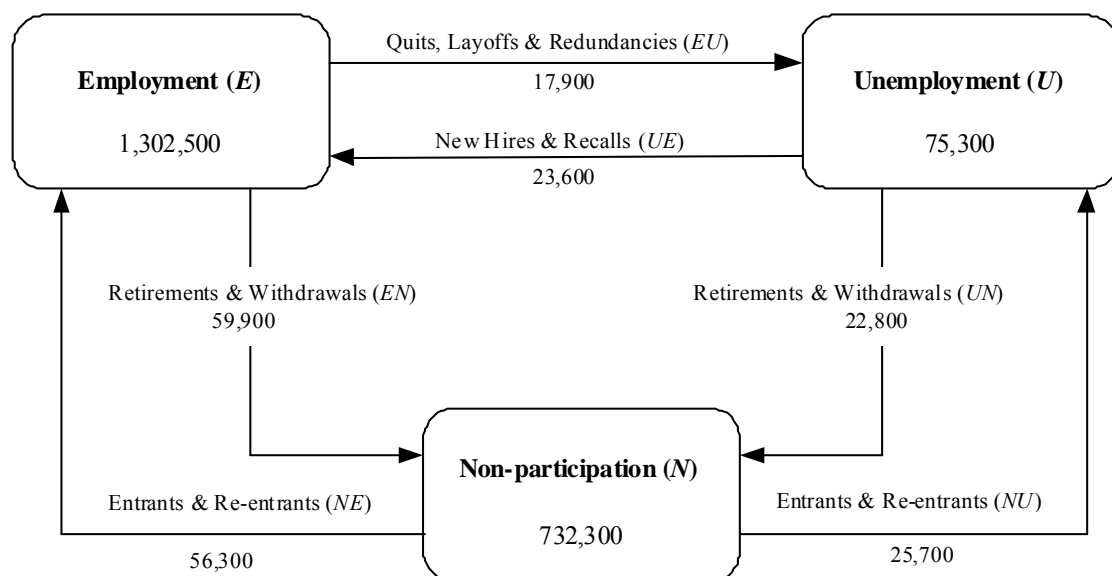 Quits, Layoffs & Redundancies (EU)
Employment (E)
17,900
Unemployment (U)
1,302,500
New Hires & Recalls (UE)
75,300
23,600
Retirements & Withdrawals (EN)
59,900
Retirements & Withdrawals (UN)
22,800
Non-participation (N)
Entrants & Re-entrants (NE)
Entrants & Re-entrants (NU)
732,300
56,300
25,700